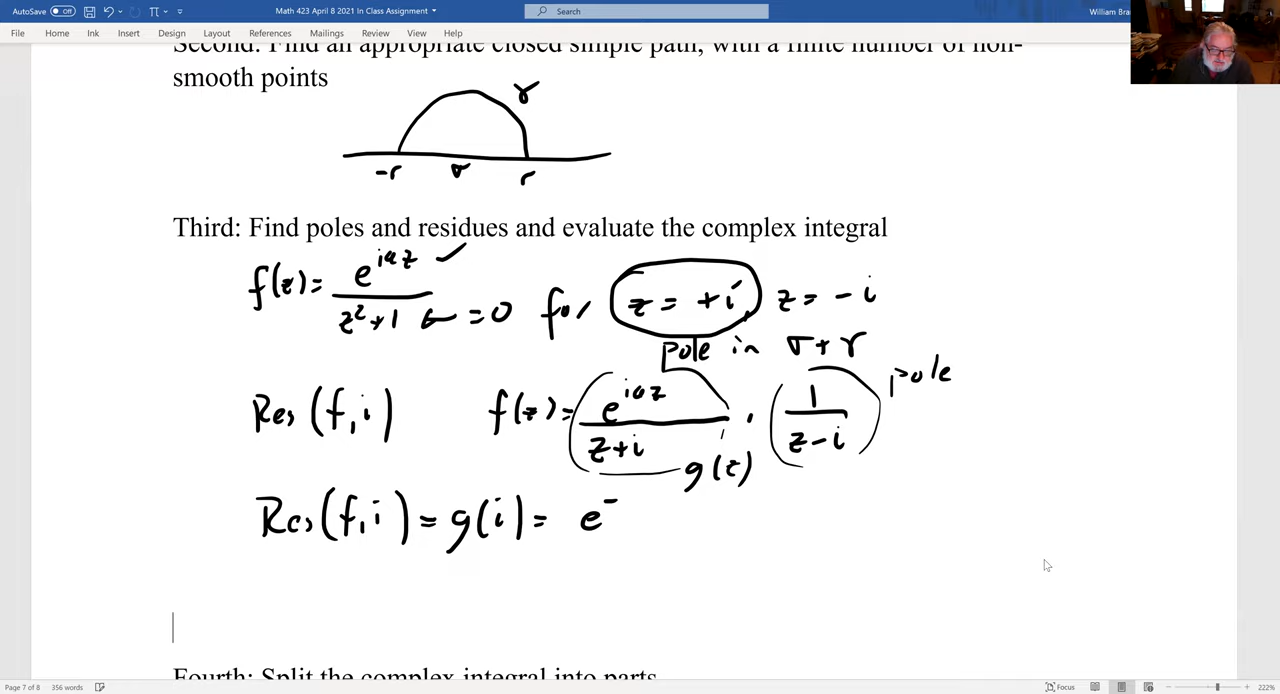 AutoSave Off Math 423 April 8 2021 In Class Assignment Search William Bra
File Home Ink Insert Design Layout References Mailings Review View Help
Second: Find an appropriate closed simple path, with a finite number of non-
smooth points
γ
-r σ r
Third: Find poles and residues and evaluate the complex integral
f(z) = e^{iaz} / (z² + 1) ← = 0 for z = +i, z = -i
pole in σ + γ
Res (f, i) f(z) = (e^{iaz} / (z + i)) · (1 / (z - i)) pole
g(z)
Res (f, i) = g(i) = e^-
Fourth: Split the complex integral into parts
Page 7 of 8 356 words Focus 222%